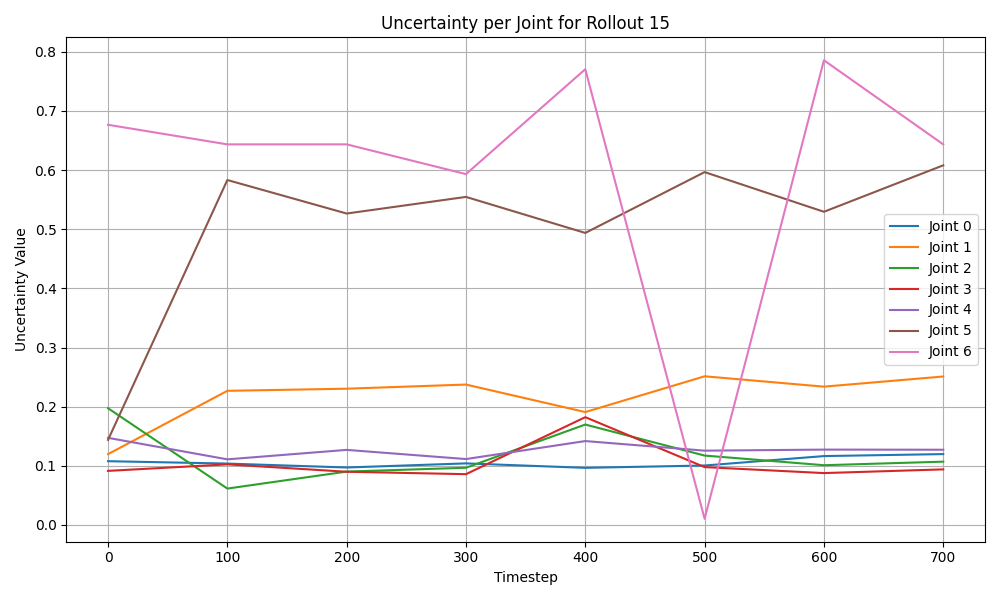 Uncertainty per Joint for Rollout 15
0.8
0.7
0.6
0.5
0.4
0.3
0.2
0.1
0.0
Uncertainty Value
Joint 0
Joint 1
Joint 2
Joint 3
Joint 4
Joint 5
Joint 6
0 100 200 300 400 500 600 700
Timestep